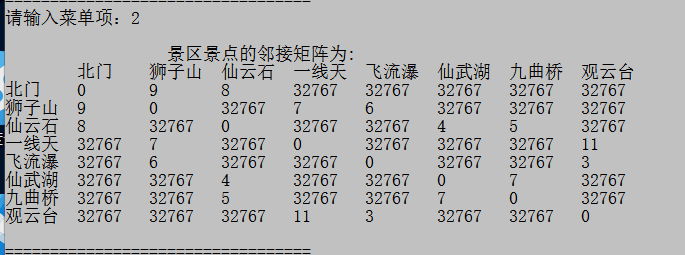 ==================================
请输入菜单项：2
景区景点的邻接矩阵为:
北门 狮子山 仙云石 一线天 飞流瀑 仙武湖 九曲桥 观云台
北门 0 9 8 32767 32767 32767 32767 32767
狮子山 9 0 32767 7 6 32767 32767 32767
仙云石 8 32767 0 32767 32767 4 5 32767
一线天 32767 7 32767 0 32767 32767 32767 11
飞流瀑 32767 6 32767 32767 0 32767 32767 3
仙武湖 32767 32767 4 32767 32767 0 7 32767
九曲桥 32767 32767 5 32767 32767 7 0 32767
观云台 32767 32767 32767 11 3 32767 32767 0
==================================